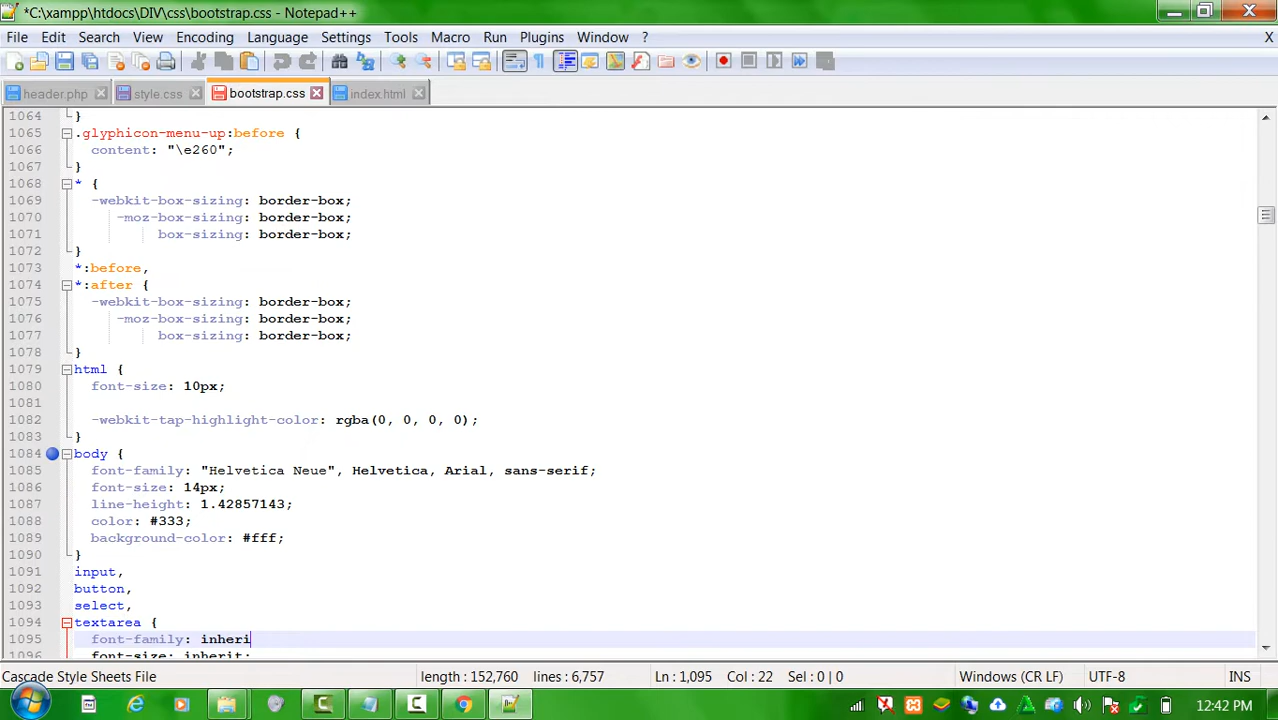 *C:\xampp\htdocs\DIV\css\bootstrap.css - Notepad++
File Edit Search View Encoding Language Settings Tools Macro Run Plugins Window ? X
header.php style.css bootstrap.css index.html
1064 }
1065 .glyphicon-menu-up:before {
1066 content: "\e260";
1067 }
1068 * {
1069 -webkit-box-sizing: border-box;
1070 -moz-box-sizing: border-box;
1071 box-sizing: border-box;
1072 }
1073 *:before,
1074 *:after {
1075 -webkit-box-sizing: border-box;
1076 -moz-box-sizing: border-box;
1077 box-sizing: border-box;
1078 }
1079 html {
1080 font-size: 10px;
1081
1082 -webkit-tap-highlight-color: rgba(0, 0, 0, 0);
1083 }
1084 body {
1085 font-family: "Helvetica Neue", Helvetica, Arial, sans-serif;
1086 font-size: 14px;
1087 line-height: 1.42857143;
1088 color: #333;
1089 background-color: #fff;
1090 }
1091 input,
1092 button,
1093 select,
1094 textarea {
1095 font-family: inheri
1096 font-size: inherit;
Cascade Style Sheets File length : 152,760 lines : 6,757 Ln : 1,095 Col : 22 Sel : 0 | 0 Windows (CR LF) UTF-8 INS
12:42 PM